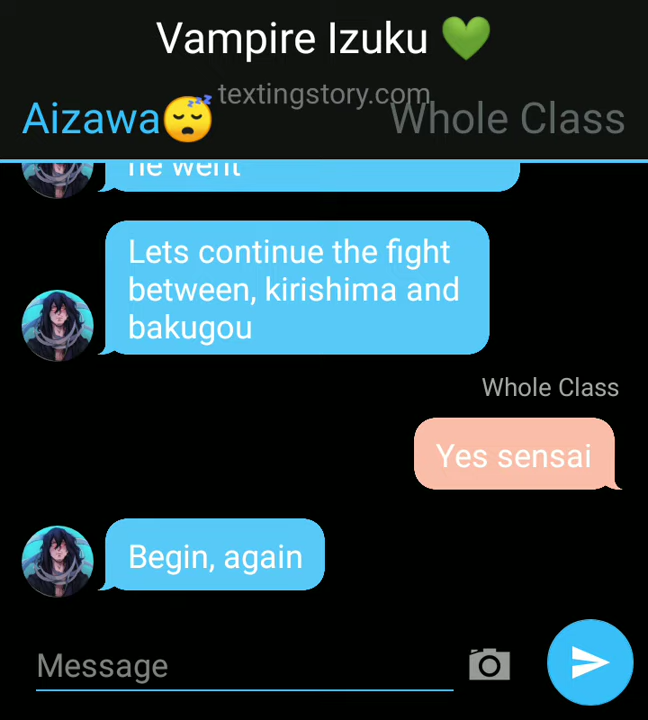 Vampire Izuku 💚
textingstory.com
Aizawa😴 Whole Class
he went
Lets continue the fight
between, kirishima and
bakugou
Whole Class
Yes sensai
Begin, again
Message